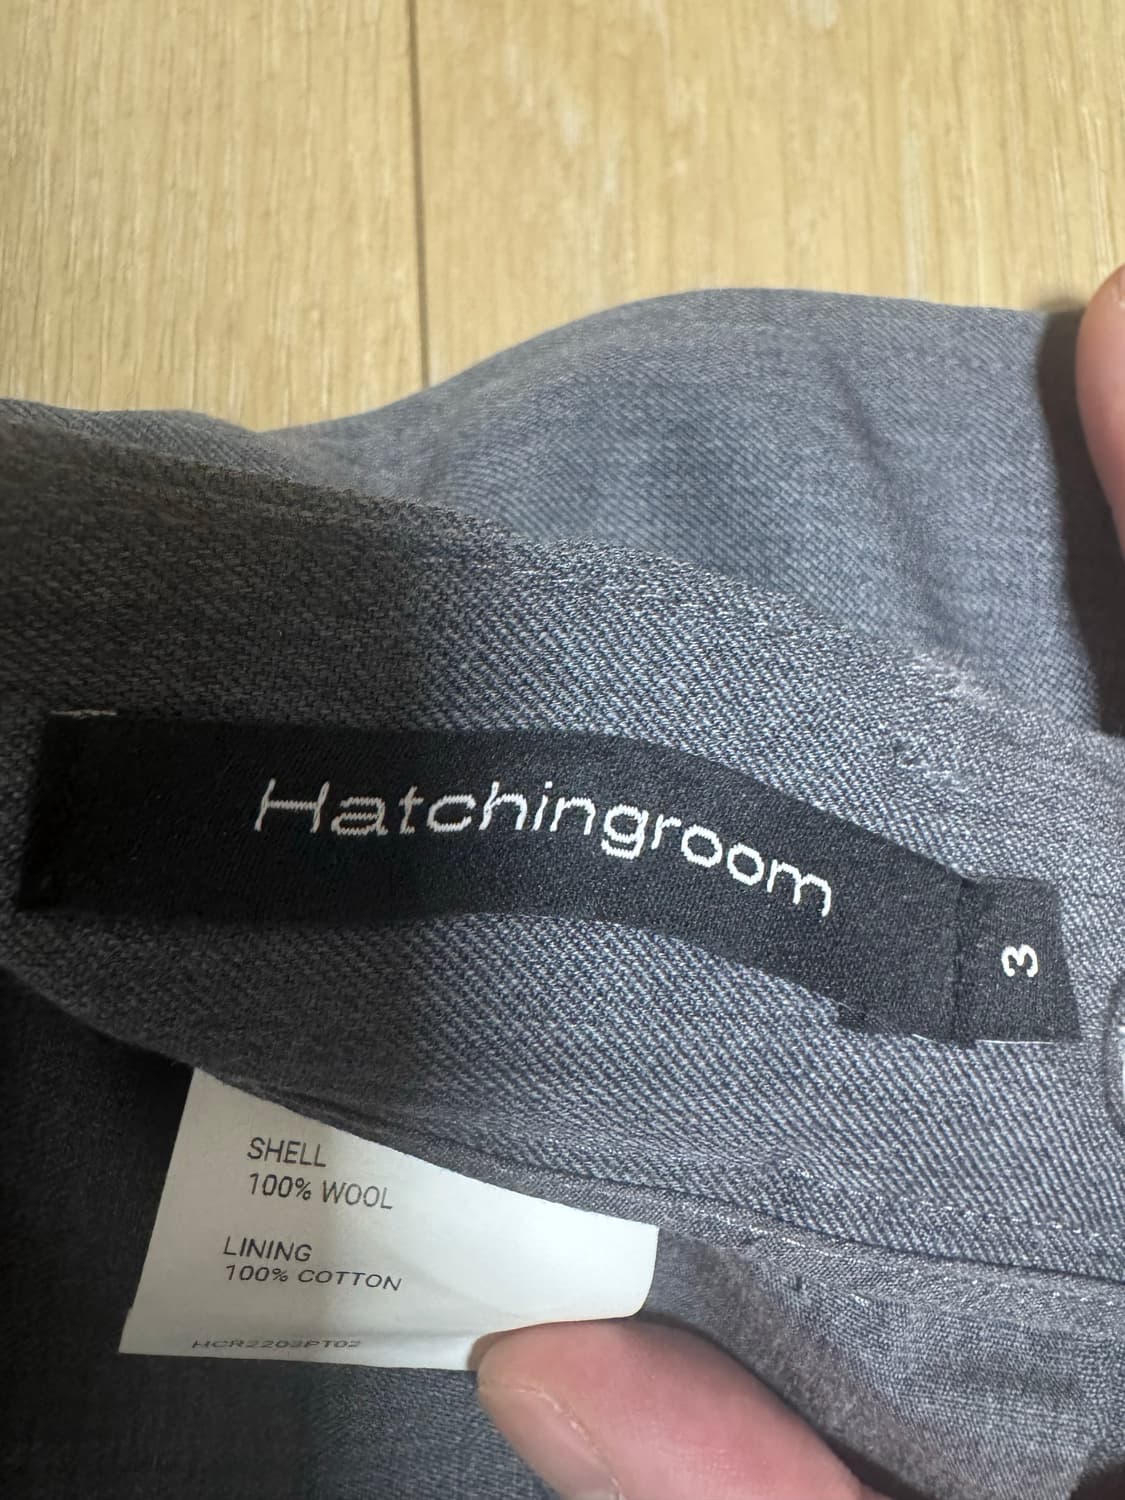 Hatchingroom
3
SHELL
100% WOOL
LINING
100% COTTON
HCR2203PT02